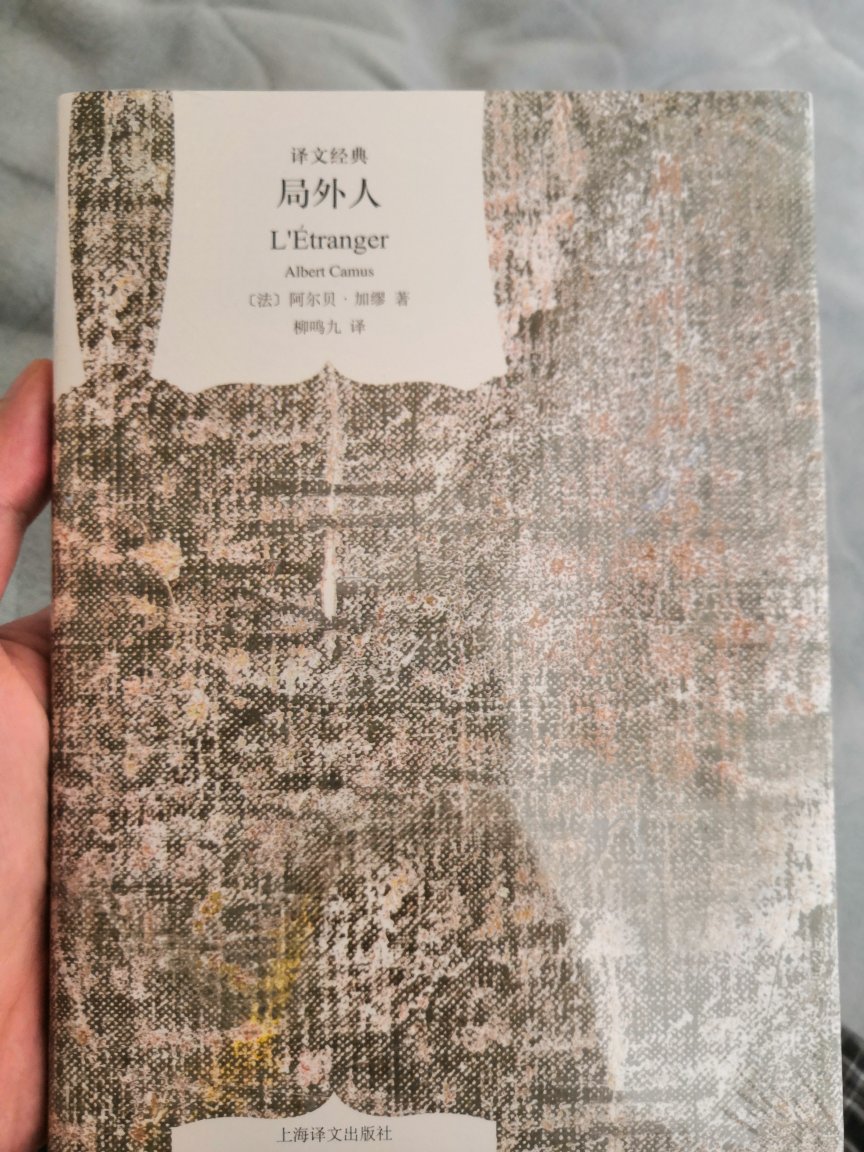 译文经典
局外人
L'Étranger
Albert Camus
〔法〕阿尔贝·加缪 著
柳鸣九 译
上海译文出版社